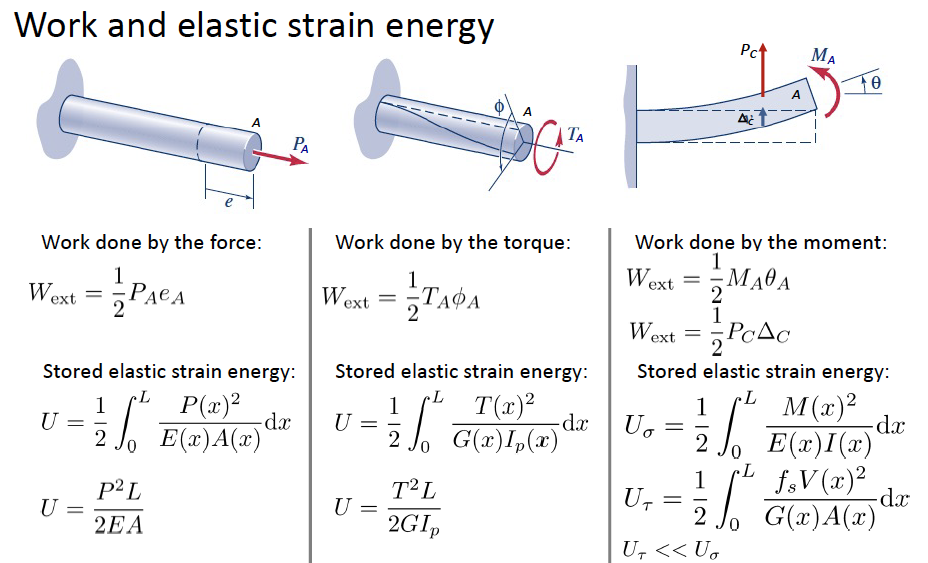 Work and elastic strain energy
A
P_A
e
ϕ
A
T_A
P_C
M_A
θ
A
Δ_C
Work done by the force:
W_ext = 1/2 P_A e_A
Stored elastic strain energy:
U = 1/2 ∫_0^L P(x)²/E(x)A(x) dx
U = P²L/2EA
Work done by the torque:
W_ext = 1/2 T_A ϕ_A
Stored elastic strain energy:
U = 1/2 ∫_0^L T(x)²/G(x)I_p(x) dx
U = T²L/2GI_p
Work done by the moment:
W_ext = 1/2 M_A θ_A
W_ext = 1/2 P_C Δ_C
Stored elastic strain energy:
U_σ = 1/2 ∫_0^L M(x)²/E(x)I(x) dx
U_τ = 1/2 ∫_0^L f_s V(x)²/G(x)A(x) dx
U_τ << U_σ